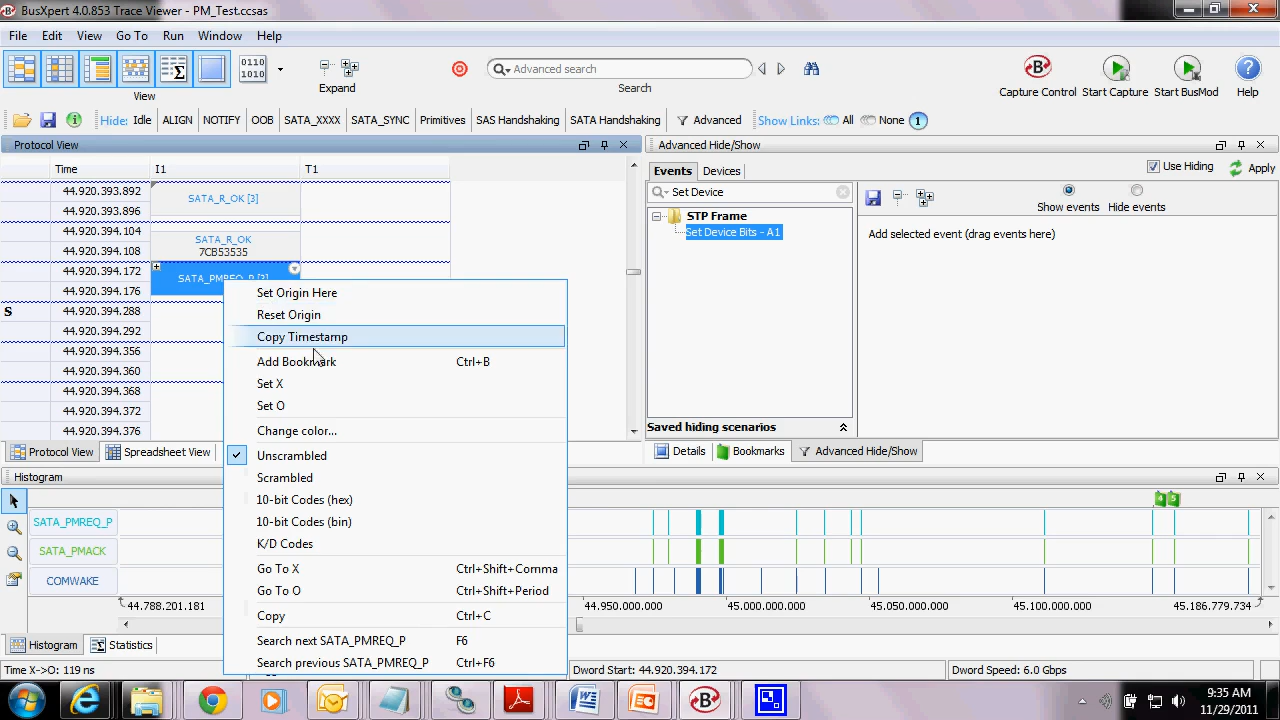 BusXpert 4.0.853 Trace Viewer - PM_Test.ccsas
File Edit View Go To Run Window Help
0110
1010
Advanced search
View Expand Search Capture Control Start Capture Start BusMod Help
Hide: Idle ALIGN NOTIFY OOB SATA_XXXX SATA_SYNC Primitives SAS Handshaking SATA Handshaking Advanced Show Links: All None 1
Protocol View
Time I1 T1
44.920.393.892
SATA_R_OK [3]
44.920.393.896
44.920.394.104
SATA_R_OK
7CB53535
44.920.394.108
44.920.394.172
SATA_PMREQ_P [2]
44.920.394.176
S 44.920.394.288
44.920.394.292
44.920.394.356
44.920.394.360
44.920.394.368
44.920.394.372
44.920.394.376
Protocol View Spreadsheet View
Set Origin Here
Reset Origin
Copy Timestamp
Add Bookmark Ctrl+B
Set X
Set O
Change color...
Unscrambled
Scrambled
10-bit Codes (hex)
10-bit Codes (bin)
K/D Codes
Go To X Ctrl+Shift+Comma
Go To O Ctrl+Shift+Period
Copy Ctrl+C
Search next SATA_PMREQ_P F6
Search previous SATA_PMREQ_P Ctrl+F6
Advanced Hide/Show
Events Devices Use Hiding Apply
Set Device
STP Frame
Set Device Bits - A1
Saved hiding scenarios
Show events Hide events
Add selected event (drag events here)
Details Bookmarks Advanced Hide/Show
Histogram
4 5
SATA_PMREQ_P
SATA_PMACK
COMWAKE
44.788.201.181 44.950.000.000 45.000.000.000 45.050.000.000 45.100.000.000 45.186.779.734
Histogram Statistics
Time X->O: 119 ns Dword Start: 44.920.394.172 Dword Speed: 6.0 Gbps
9:35 AM
11/29/2011